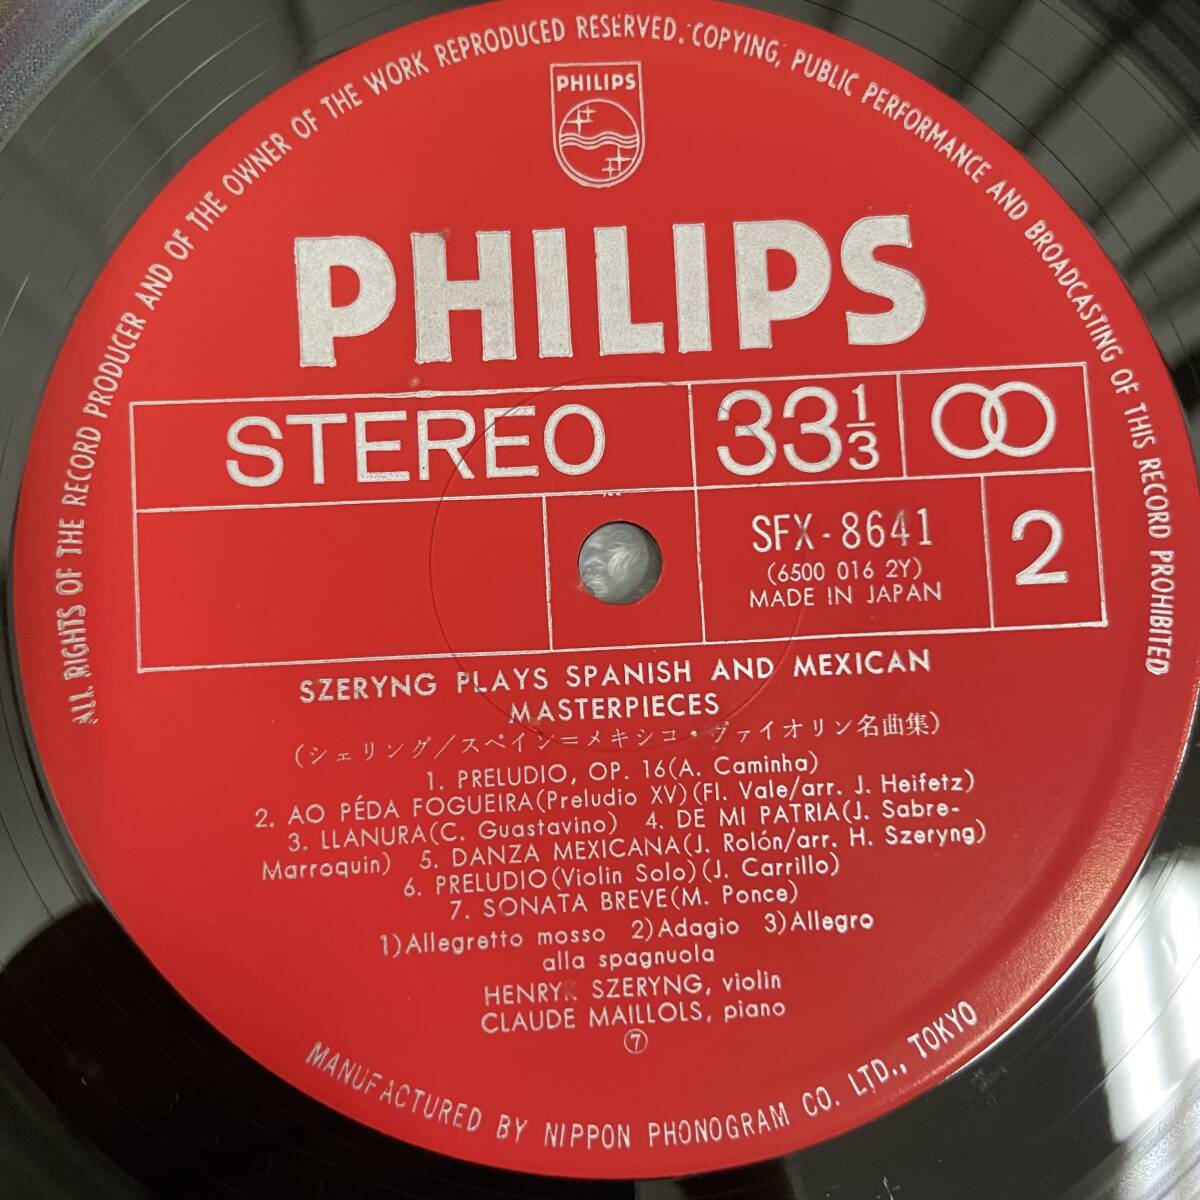 ALL RIGHTS OF THE RECORD PRODUCER AND OF THE OWNER OF THE WORK REPRODUCED RESERVED. COPYING, PUBLIC PERFORMANCE AND BROADCASTING OF THIS RECORD PROHIBITED
PHILIPS
PHILIPS
STEREO 33 1/3
SFX-8641
(6500 016 2Y)
MADE IN JAPAN
2
SZERYNG PLAYS SPANISH AND MEXICAN
MASTERPIECES
(シェリング/スペイン=メキシコ・ヴァイオリン名曲集)
1. PRELUDIO, OP. 16(A. Caminha)
2. AO PÉDA FOGUEIRA(Preludio XV)(Fl. Vale/arr. J. Heifetz)
3. LLANURA(C. Guastavino) 4. DE MI PATRIA(J. Sabre-
Marroquin) 5. DANZA MEXICANA(J. Rolón/arr. H. Szeryng)
6. PRELUDIO(Violin Solo)(J. Carrillo)
7. SONATA BREVE(M. Ponce)
1)Allegretto mosso 2)Adagio 3)Allegro
alla spagnuola
HENRYK SZERYNG, violin
CLAUDE MAILLOLS, piano
⑦
MANUFACTURED BY NIPPON PHONOGRAM CO. LTD., TOKYO